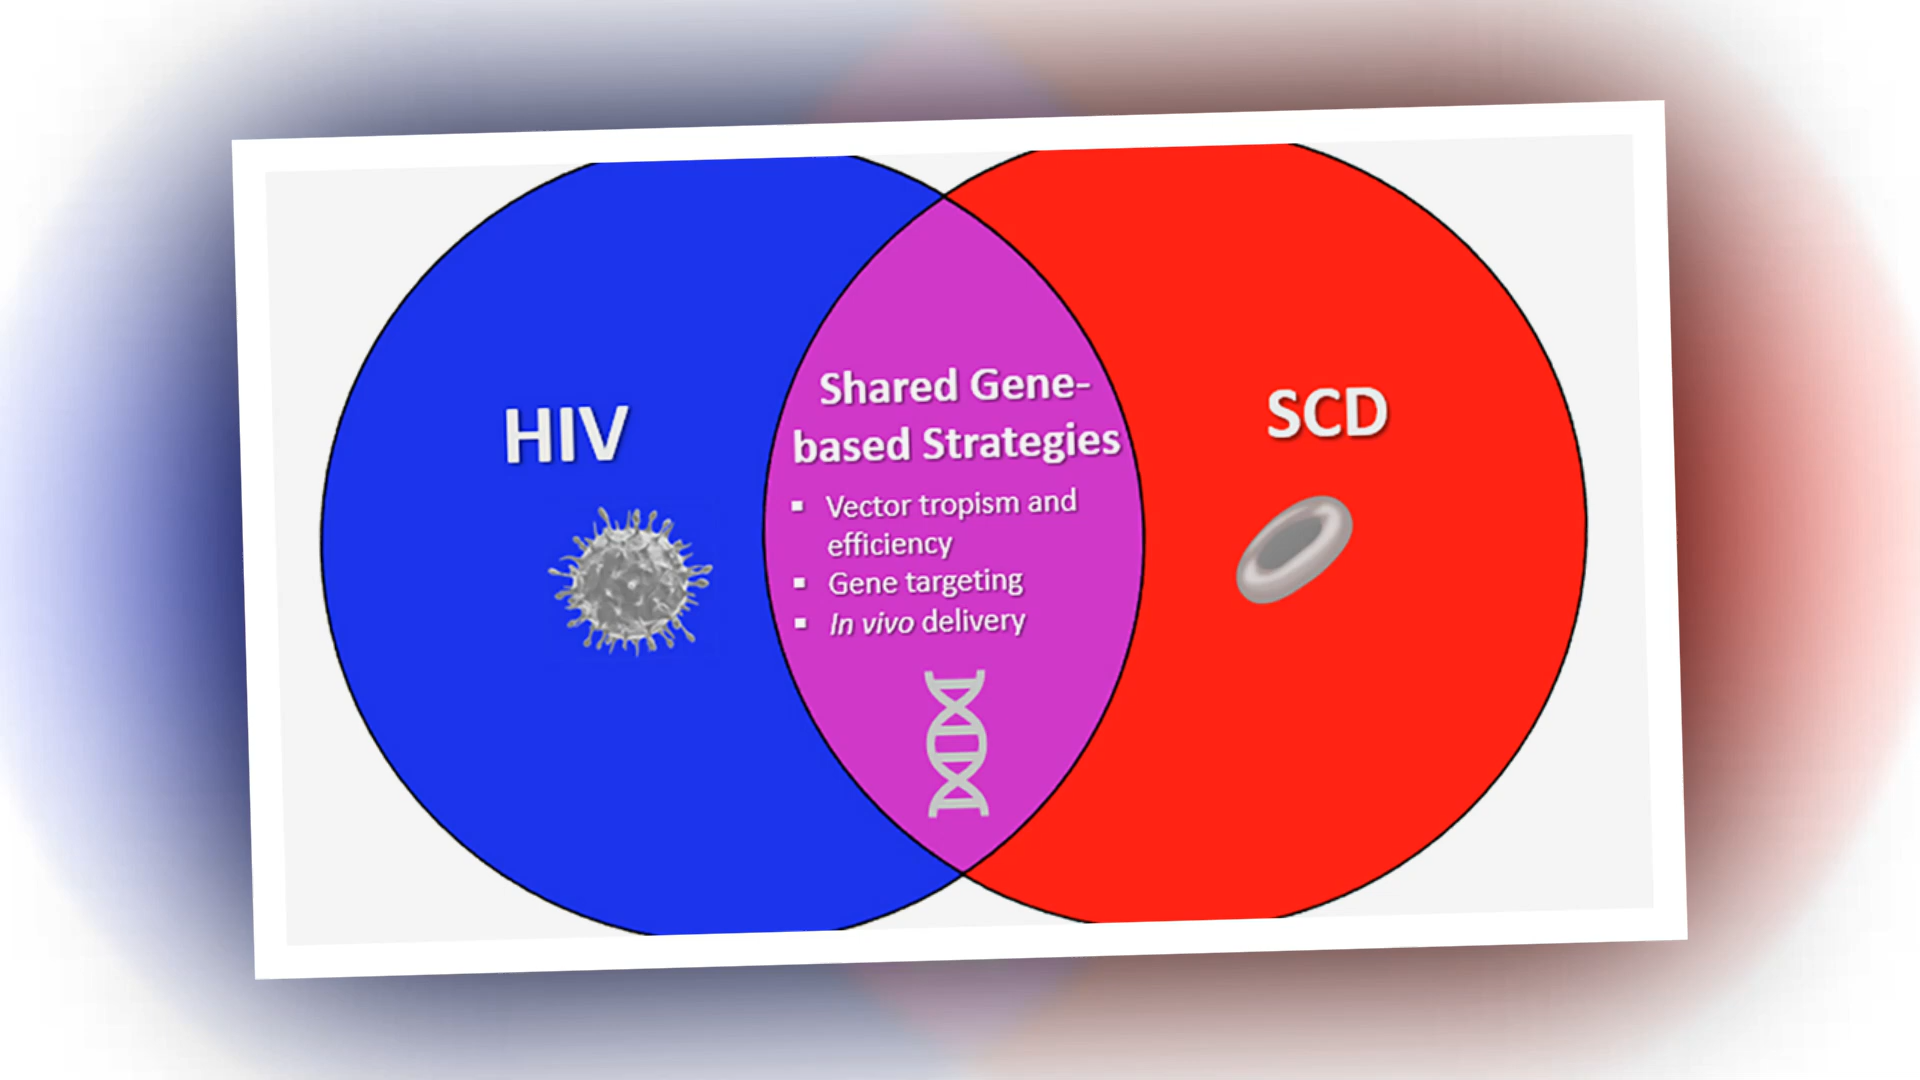 HIV
Shared Gene-
based Strategies
▪ Vector tropism and
efficiency
▪ Gene targeting
▪ In vivo delivery
SCD